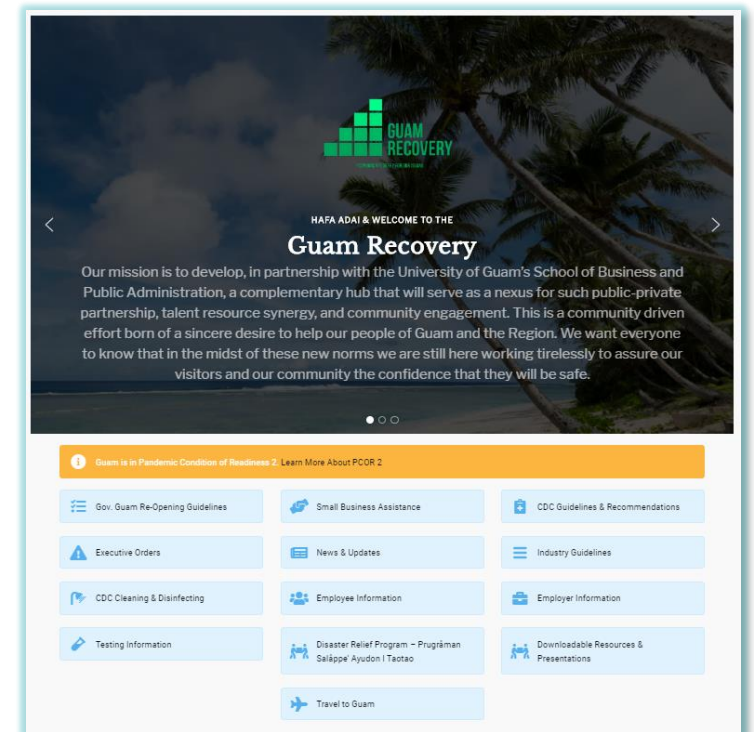 GUAM
RECOVERY
HAFA ADAI & WELCOME TO THE
Guam Recovery
Our mission is to develop, in partnership with the University of Guam's School of Business and
Public Administration, a complementary hub that will serve as a nexus for such public-private
partnership, talent resource synergy, and community engagement. This is a community driven
effort born of a sincere desire to help our people of Guam and the Region. We want everyone
to know that in the midst of these new norms we are still here working tirelessly to assure our
visitors and our community the confidence that they will be safe.
Guam is in Pandemic Condition of Readiness 2. Learn More About PCOR 2
Gov. Guam Re-Opening Guidelines
Small Business Assistance
CDC Guidelines & Recommendations
Executive Orders
News & Updates
Industry Guidelines
CDC Cleaning & Disinfecting
Employee Information
Employer Information
Testing Information
Disaster Relief Program – Prugråman
Salåppe' Ayudon I Taotao
Downloadable Resources &
Presentations
Travel to Guam